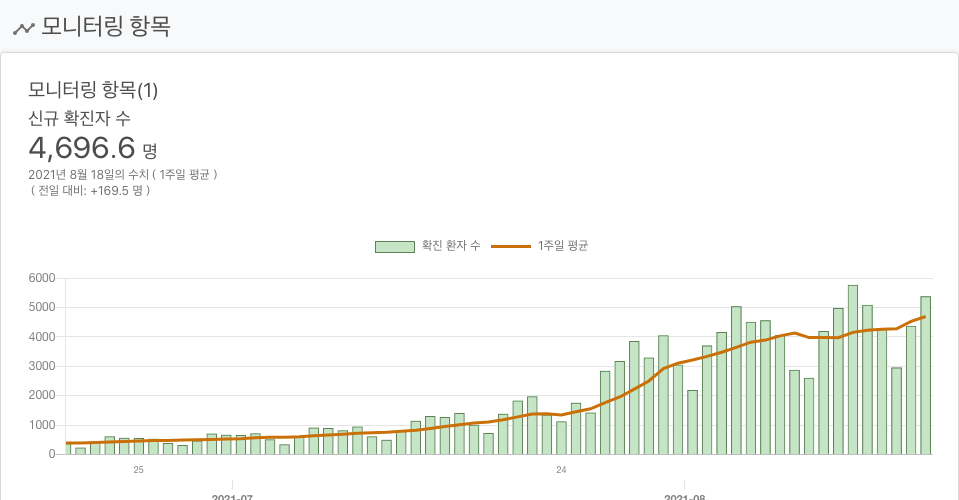 모니터링 항목
모니터링 항목(1)
신규 확진자 수
4,696.6 명
2021년 8월 18일의 수치 ( 1주일 평균 )
( 전일 대비: +169.5 명 )
확진 환자 수 1주일 평균
6000
5000
4000
3000
2000
1000
0
25 24
2021-07 2021-08